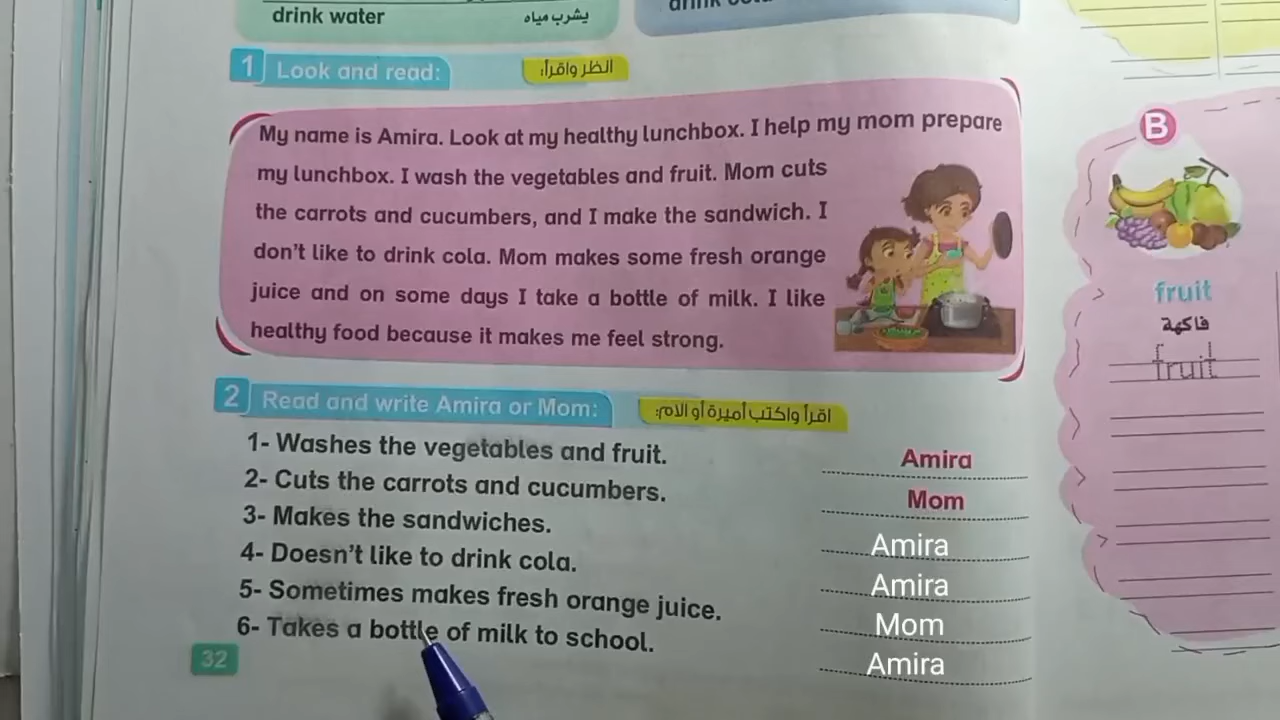 drink water
يشرب مياه
1 Look and read:
انظر واقرأ:
My name is Amira. Look at my healthy lunchbox. I help my mom prepare
my lunchbox. I wash the vegetables and fruit. Mom cuts
the carrots and cucumbers, and I make the sandwich. I
don't like to drink cola. Mom makes some fresh orange
juice and on some days I take a bottle of milk. I like
healthy food because it makes me feel strong.
2 Read and write Amira or Mom:
اقرأ واكتب أميرة أو الأم:
1- Washes the vegetables and fruit. Amira
2- Cuts the carrots and cucumbers. Mom
3- Makes the sandwiches. Amira
4- Doesn't like to drink cola. Amira
5- Sometimes makes fresh orange juice. Mom
6- Takes a bottle of milk to school. Amira
32
B
fruit
فاكهة
fruit